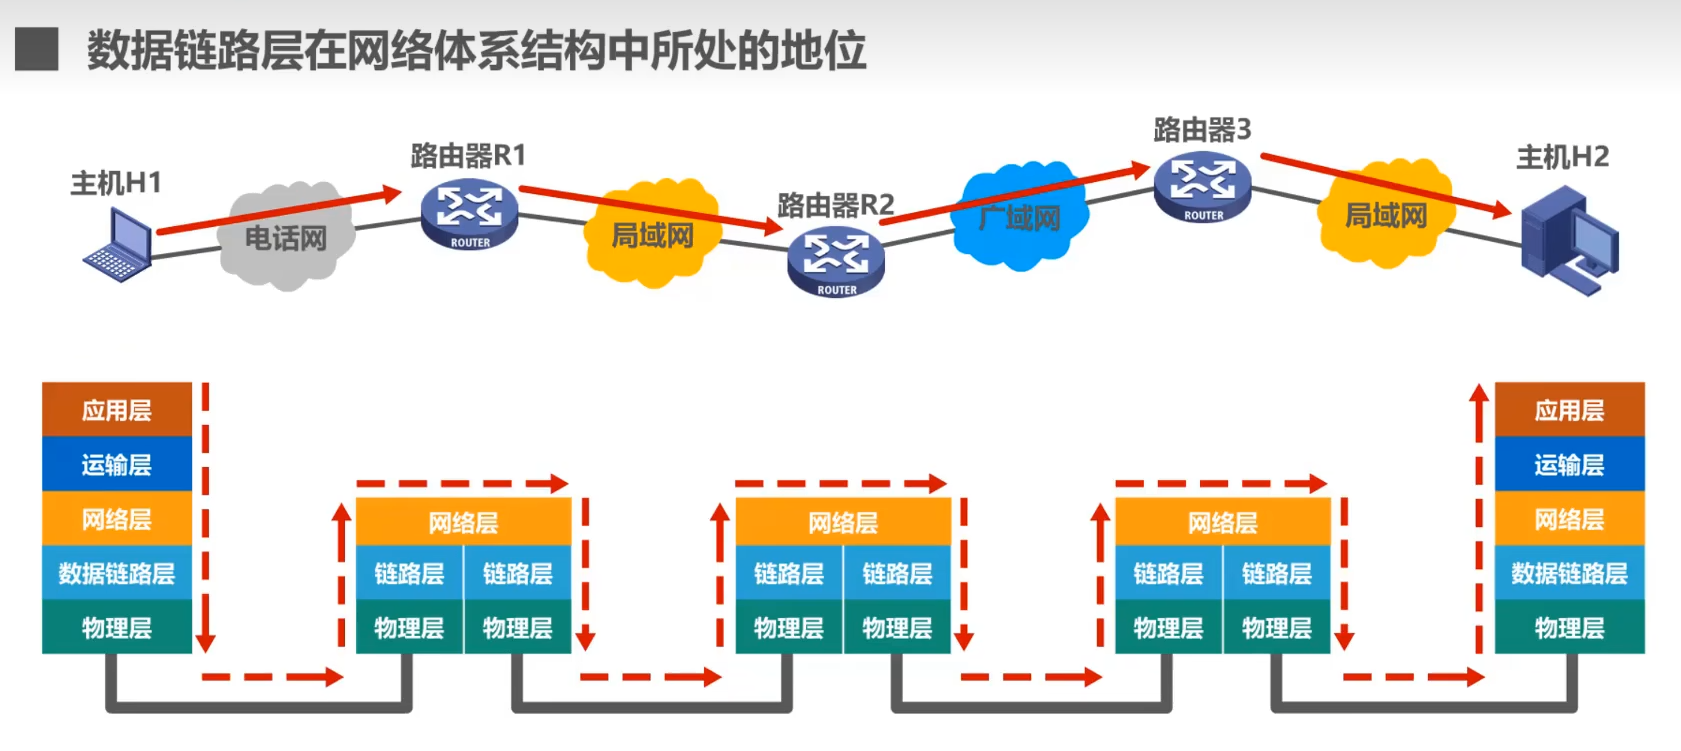 数据链路层在网络体系结构中所处的地位
主机H1
路由器R1
路由器R2
路由器3
主机H2
电话网
局域网
广域网
局域网
ROUTER
ROUTER
ROUTER
应用层
运输层
网络层
数据链路层
物理层
网络层
链路层 链路层
物理层 物理层
网络层
链路层 链路层
物理层 物理层
网络层
链路层 链路层
物理层 物理层
应用层
运输层
网络层
数据链路层
物理层